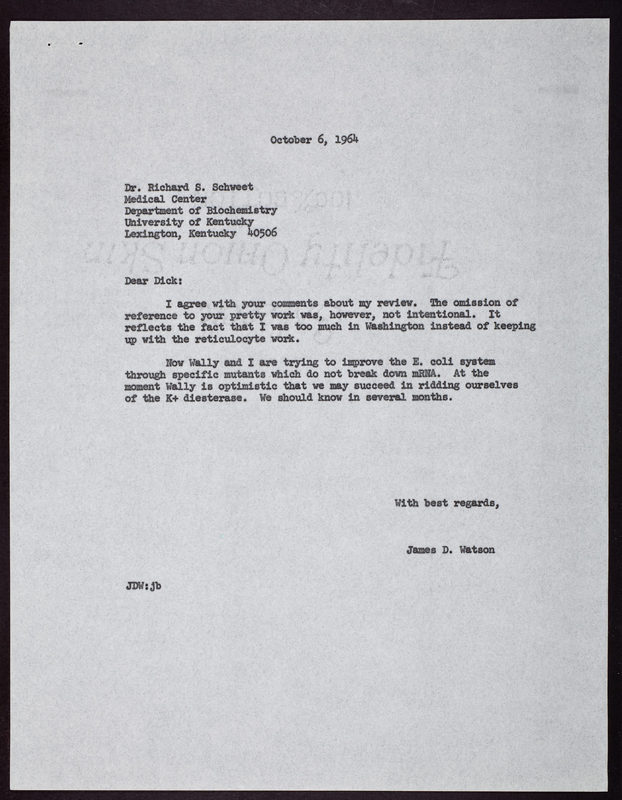 October 6, 1964
Dr. Richard S. Schweet
Medical Center
Department of Biochemistry
University of Kentucky
Lexington, Kentucky 40506
Dear Dick:
I agree with your comments about my review. The omission of
reference to your pretty work was, however, not intentional. It
reflects the fact that I was too much in Washington instead of keeping
up with the reticulocyte work.
Now Wally and I are trying to improve the E. coli system
through specific mutants which do not break down mRNA. At the
moment Wally is optimistic that we may succeed in ridding ourselves
of the K+ diesterase. We should know in several months.
With best regards,
James D. Watson
JDW:jb
Fidelity Onion Skin